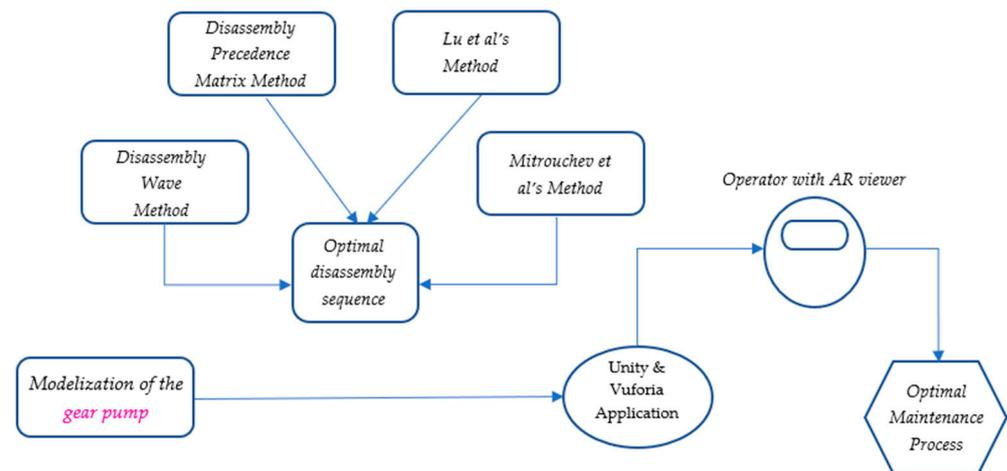 Disassembly
Precedence
Matrix Method
Lu et al's
Method
Disassembly
Wave
Method
Mitrouchev et
al's Method
Operator with AR viewer
Optimal
disassembly
sequence
Modelization of the
gear pump
Unity &
Vuforia
Application
Optimal
Maintenance
Process